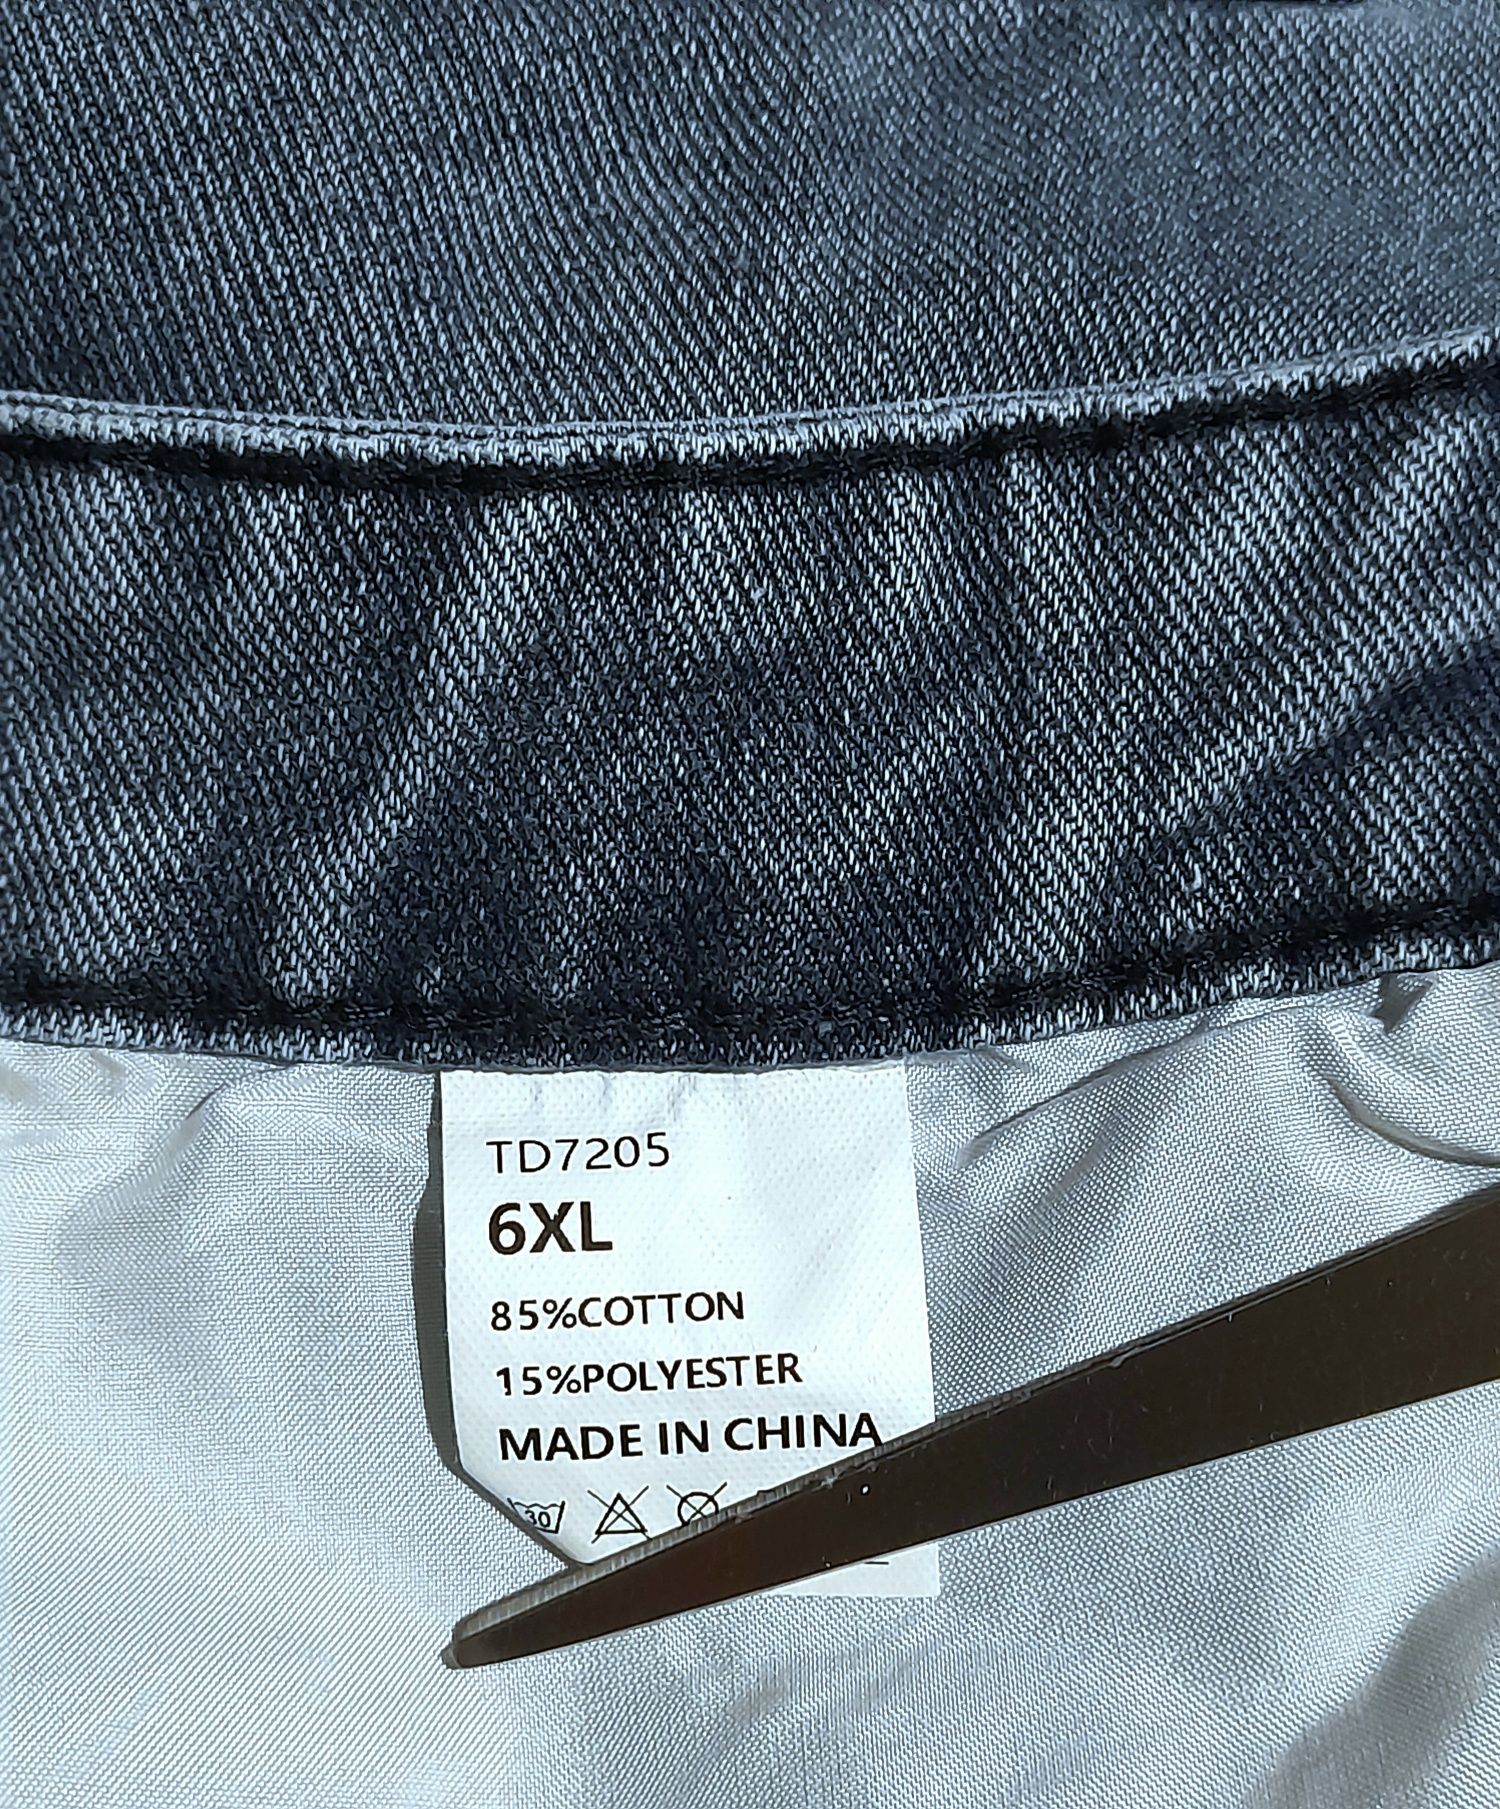 TD7205
6XL
85%COTTON
15%POLYESTER
MADE IN CHINA
30